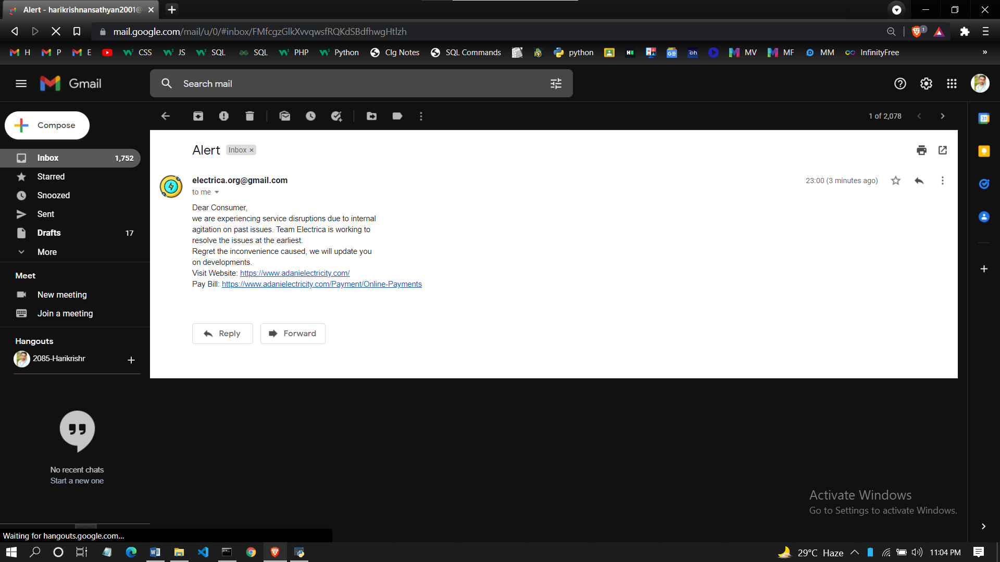 Alert - harikrishnansathyan2001@
mail.google.com/mail/u/0/#inbox/FMfcgzGlkXvvqwsfRQKdSBdfhwgHtlzh
1
H P E CSS JS SQL SQL PHP Python Clg Notes SQL Commands python MV MF MM InfinityFree »
Gmail
Search mail
Compose
1 of 2,078
Inbox 1,752
Starred
Snoozed
Sent
Drafts 17
More
Meet
New meeting
Join a meeting
Hangouts
2085-Harikrishr
No recent chats
Start a new one
Alert Inbox ×
electrica.org@gmail.com
23:00 (3 minutes ago)
to me
Dear Consumer,
we are experiencing service disruptions due to internal
agitation on past issues. Team Electrica is working to
resolve the issues at the earliest.
Regret the inconvenience caused, we will update you
on developments.
Visit Website: https://www.adanielectricity.com/
Pay Bill: https://www.adanielectricity.com/Payment/Online-Payments
Reply Forward
31
Activate Windows
Go to Settings to activate Windows.
Waiting for hangouts.google.com...
29°C Haze 11:04 PM